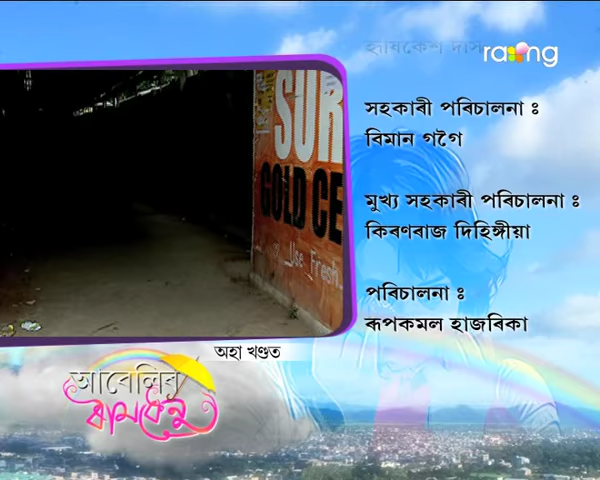 হৃষিকেশ দাস
rang
সহকাৰী পৰিচালনা ঃ
বিমান গগৈ
মুখ্য সহকাৰী পৰিচালনা ঃ
কিৰণৰাজ দিহিঙ্গীয়া
পৰিচালনা ঃ
ৰূপকমল হাজৰিকা
SUR
GOLD CE
Use Fresh
অহা খণ্ডত
আবেলিৰ
ৰামধেনু